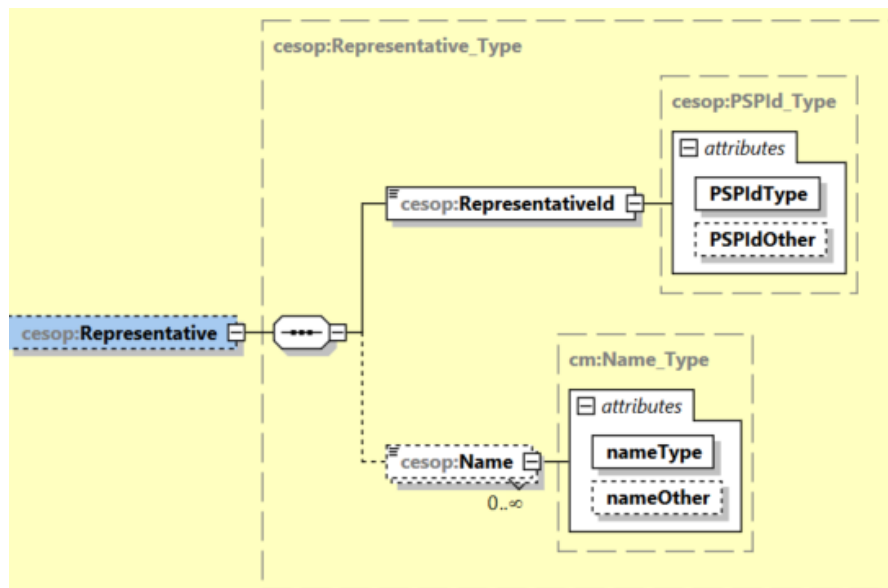 cesop:Representative_Type
cesop:PSPId_Type
attributes
cesop:RepresentativeId
PSPIdType
PSPIdOther
cesop:Representative
cm:Name_Type
attributes
cesop:Name
nameType
0..∞
nameOther